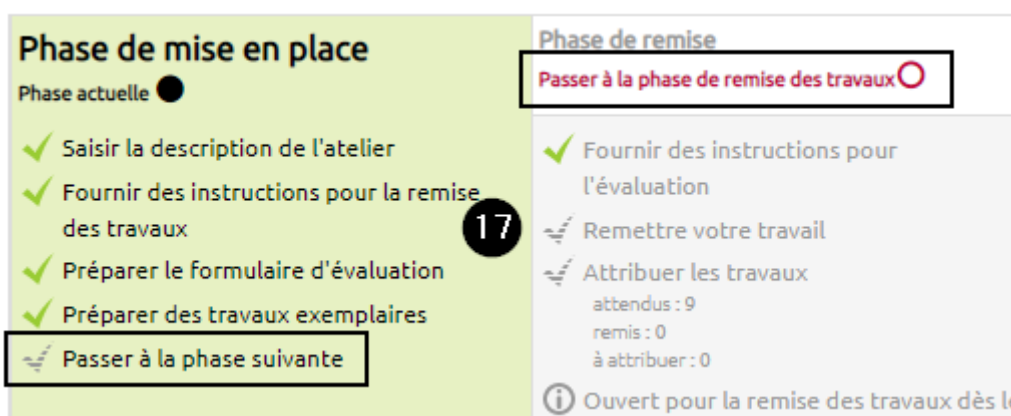 Phase de mise en place
Phase actuelle
Saisir la description de l'atelier
Fournir des instructions pour la remise
des travaux
Préparer le formulaire d'évaluation
Préparer des travaux exemplaires
Passer à la phase suivante
17
Phase de remise
Passer à la phase de remise des travaux
Fournir des instructions pour
l'évaluation
Remettre votre travail
Attribuer les travaux
attendus : 9
remis : 0
à attribuer : 0
Ouvert pour la remise des travaux dès l